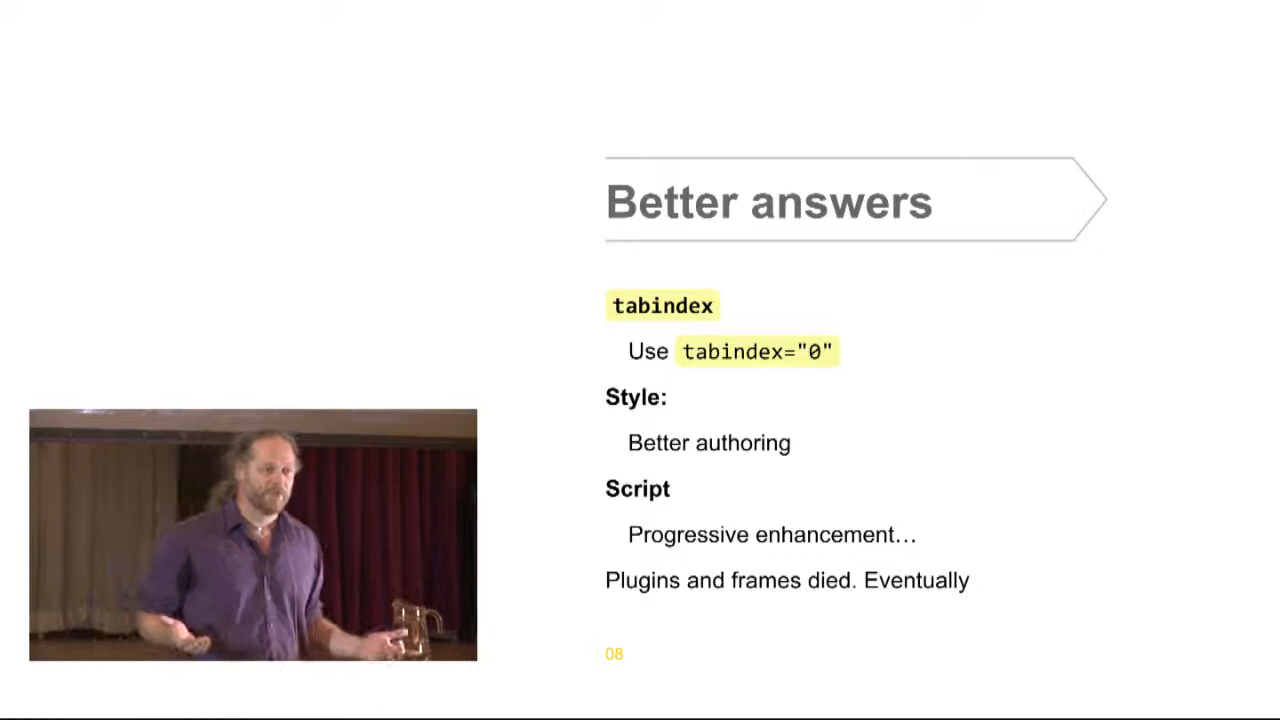 Better answers
tabindex
Use tabindex="0"
Style:
Better authoring
Script
Progressive enhancement…
Plugins and frames died. Eventually
08